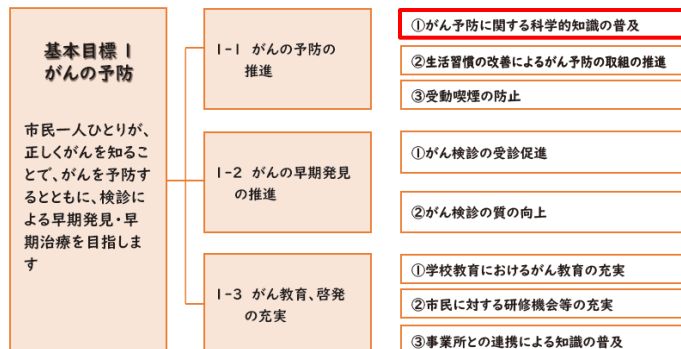 基本目標1
がんの予防
市民一人ひとりが、
正しくがんを知るこ
とで、がんを予防す
るとともに、検診に
よる早期発見・早
期治療を目指しま
す
1-1 がんの予防の
推進
①がん予防に関する科学的知識の普及
②生活習慣の改善によるがん予防の取組の推進
③受動喫煙の防止
1-2 がんの早期発見
の推進
①がん検診の受診促進
②がん検診の質の向上
1-3 がん教育、啓発
の充実
①学校教育におけるがん教育の充実
②市民に対する研修機会等の充実
③事業所との連携による知識の普及